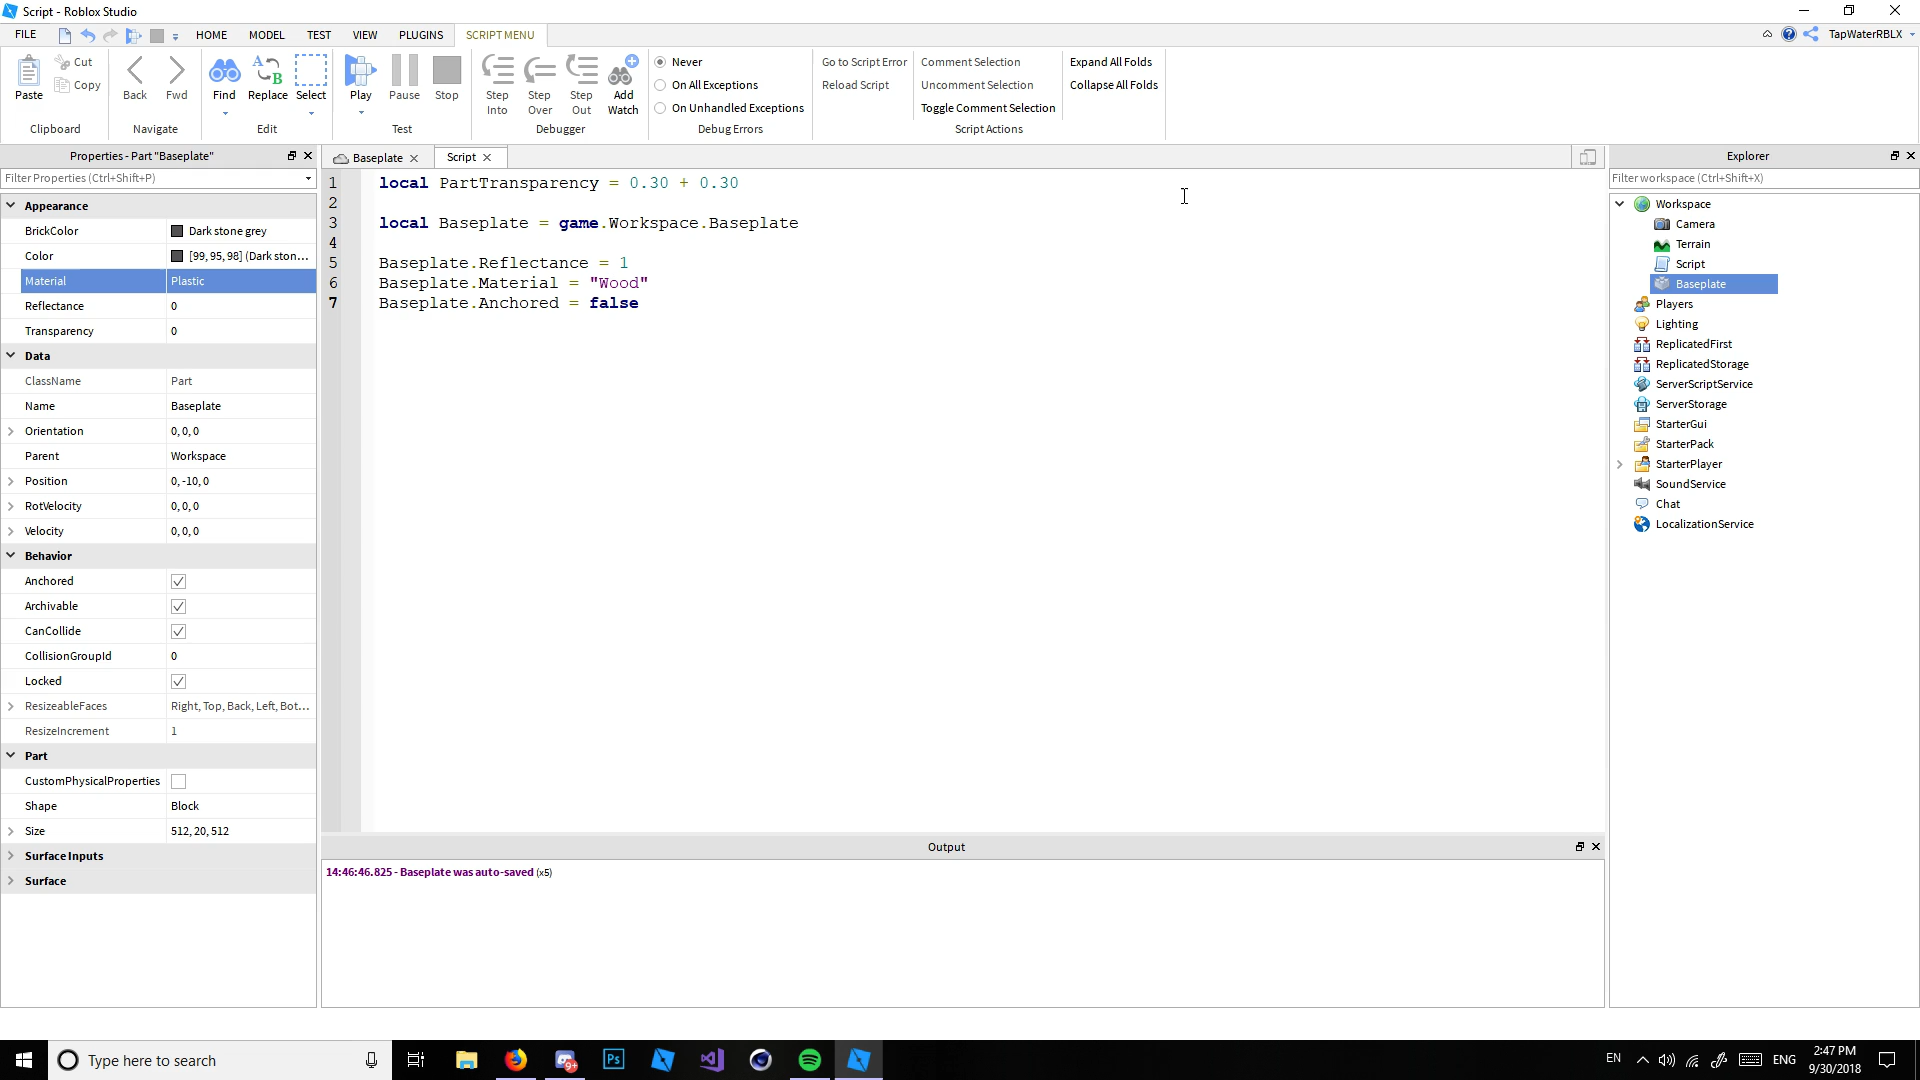 Script - Roblox Studio
FILE HOME MODEL TEST VIEW PLUGINS SCRIPT MENU TapWaterRBLX
Paste Cut Copy Clipboard
Back Fwd Navigate
Find Replace Select Edit
Play Pause Stop Test
Step Into Step Over Step Out Add Watch Debugger
Never
On All Exceptions
On Unhandled Exceptions
Debug Errors
Go to Script Error
Reload Script
Comment Selection
Uncomment Selection
Toggle Comment Selection
Expand All Folds
Collapse All Folds
Script Actions
Properties - Part "Baseplate"
Filter Properties (Ctrl+Shift+P)
Appearance
BrickColor Dark stone grey
Color [99, 95, 98] (Dark ston...
Material Plastic
Reflectance 0
Transparency 0
Data
ClassName Part
Name Baseplate
Orientation 0, 0, 0
Parent Workspace
Position 0, -10, 0
RotVelocity 0, 0, 0
Velocity 0, 0, 0
Behavior
Anchored
Archivable
CanCollide
CollisionGroupId 0
Locked
ResizeableFaces Right, Top, Back, Left, Bot...
ResizeIncrement 1
Part
CustomPhysicalProperties
Shape Block
Size 512, 20, 512
Surface Inputs
Surface
Baseplate Script
1 local PartTransparency = 0.30 + 0.30
2
3 local Baseplate = game.Workspace.Baseplate
4
5 Baseplate.Reflectance = 1
6 Baseplate.Material = "Wood"
7 Baseplate.Anchored = false
Output
14:46:46.825 - Baseplate was auto-saved (x5)
Explorer
Filter workspace (Ctrl+Shift+X)
Workspace
Camera
Terrain
Script
Baseplate
Players
Lighting
ReplicatedFirst
ReplicatedStorage
ServerScriptService
ServerStorage
StarterGui
StarterPack
StarterPlayer
SoundService
Chat
LocalizationService
Type here to search
9+
Ps
EN
ENG
2:47 PM
9/30/2018